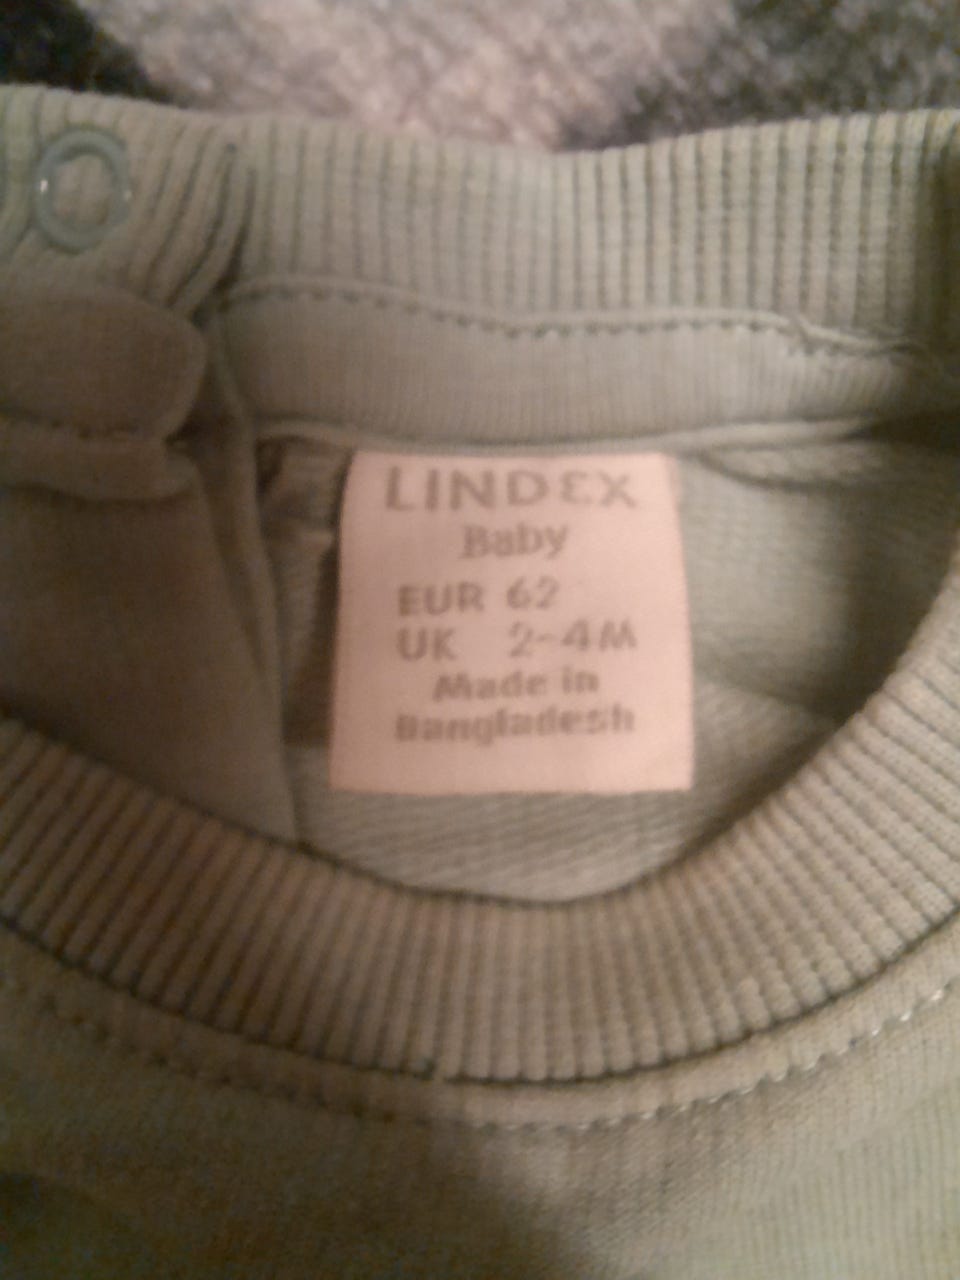 LINDEX
Baby
EUR 62
UK 2-4M
Made in
Bangladesh